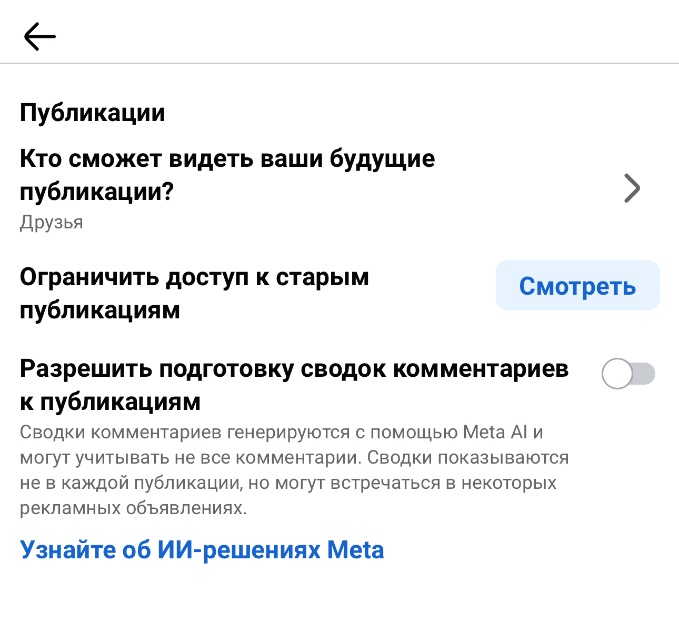 Публикации
Кто сможет видеть ваши будущие
публикации?
Друзья
Ограничить доступ к старым
публикациям
Смотреть
Разрешить подготовку сводок комментариев
к публикациям
Сводки комментариев генерируются с помощью Meta AI и
могут учитывать не все комментарии. Сводки показываются
не в каждой публикации, но могут встречаться в некоторых
рекламных объявлениях.
Узнайте об ИИ-решениях Meta